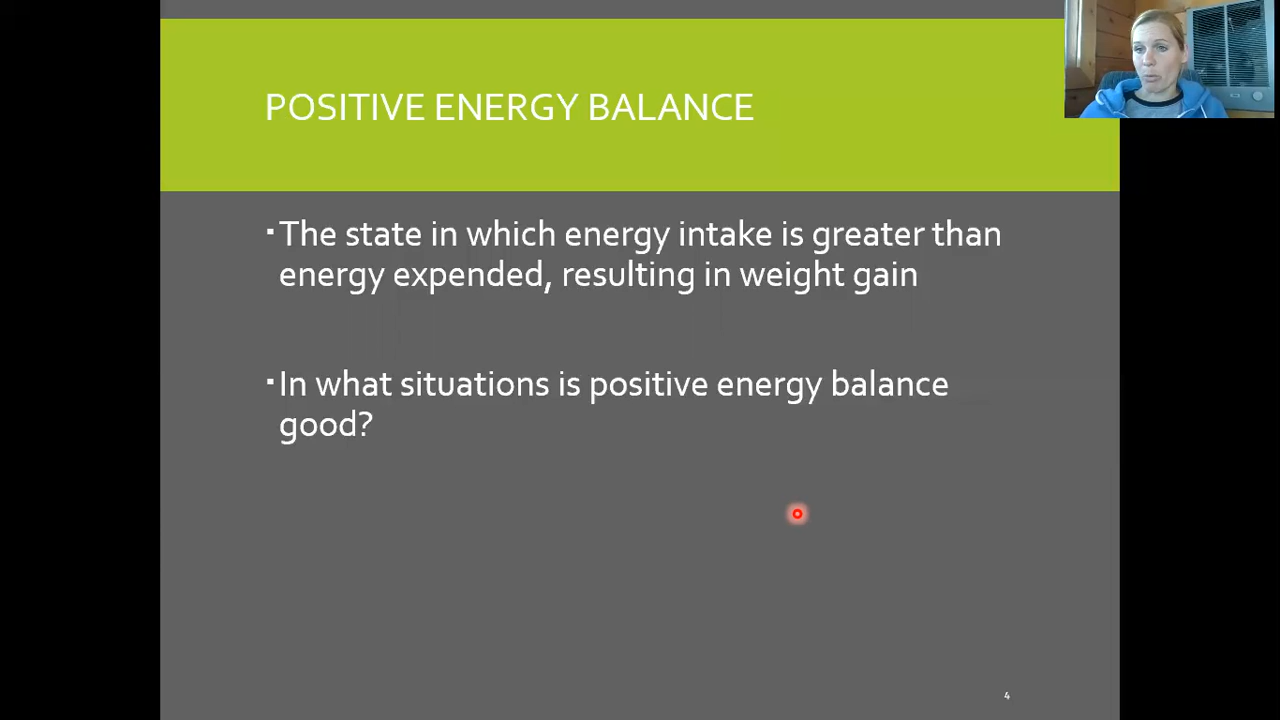 POSITIVE ENERGY BALANCE
▪The state in which energy intake is greater than
energy expended, resulting in weight gain
▪In what situations is positive energy balance
good?
4